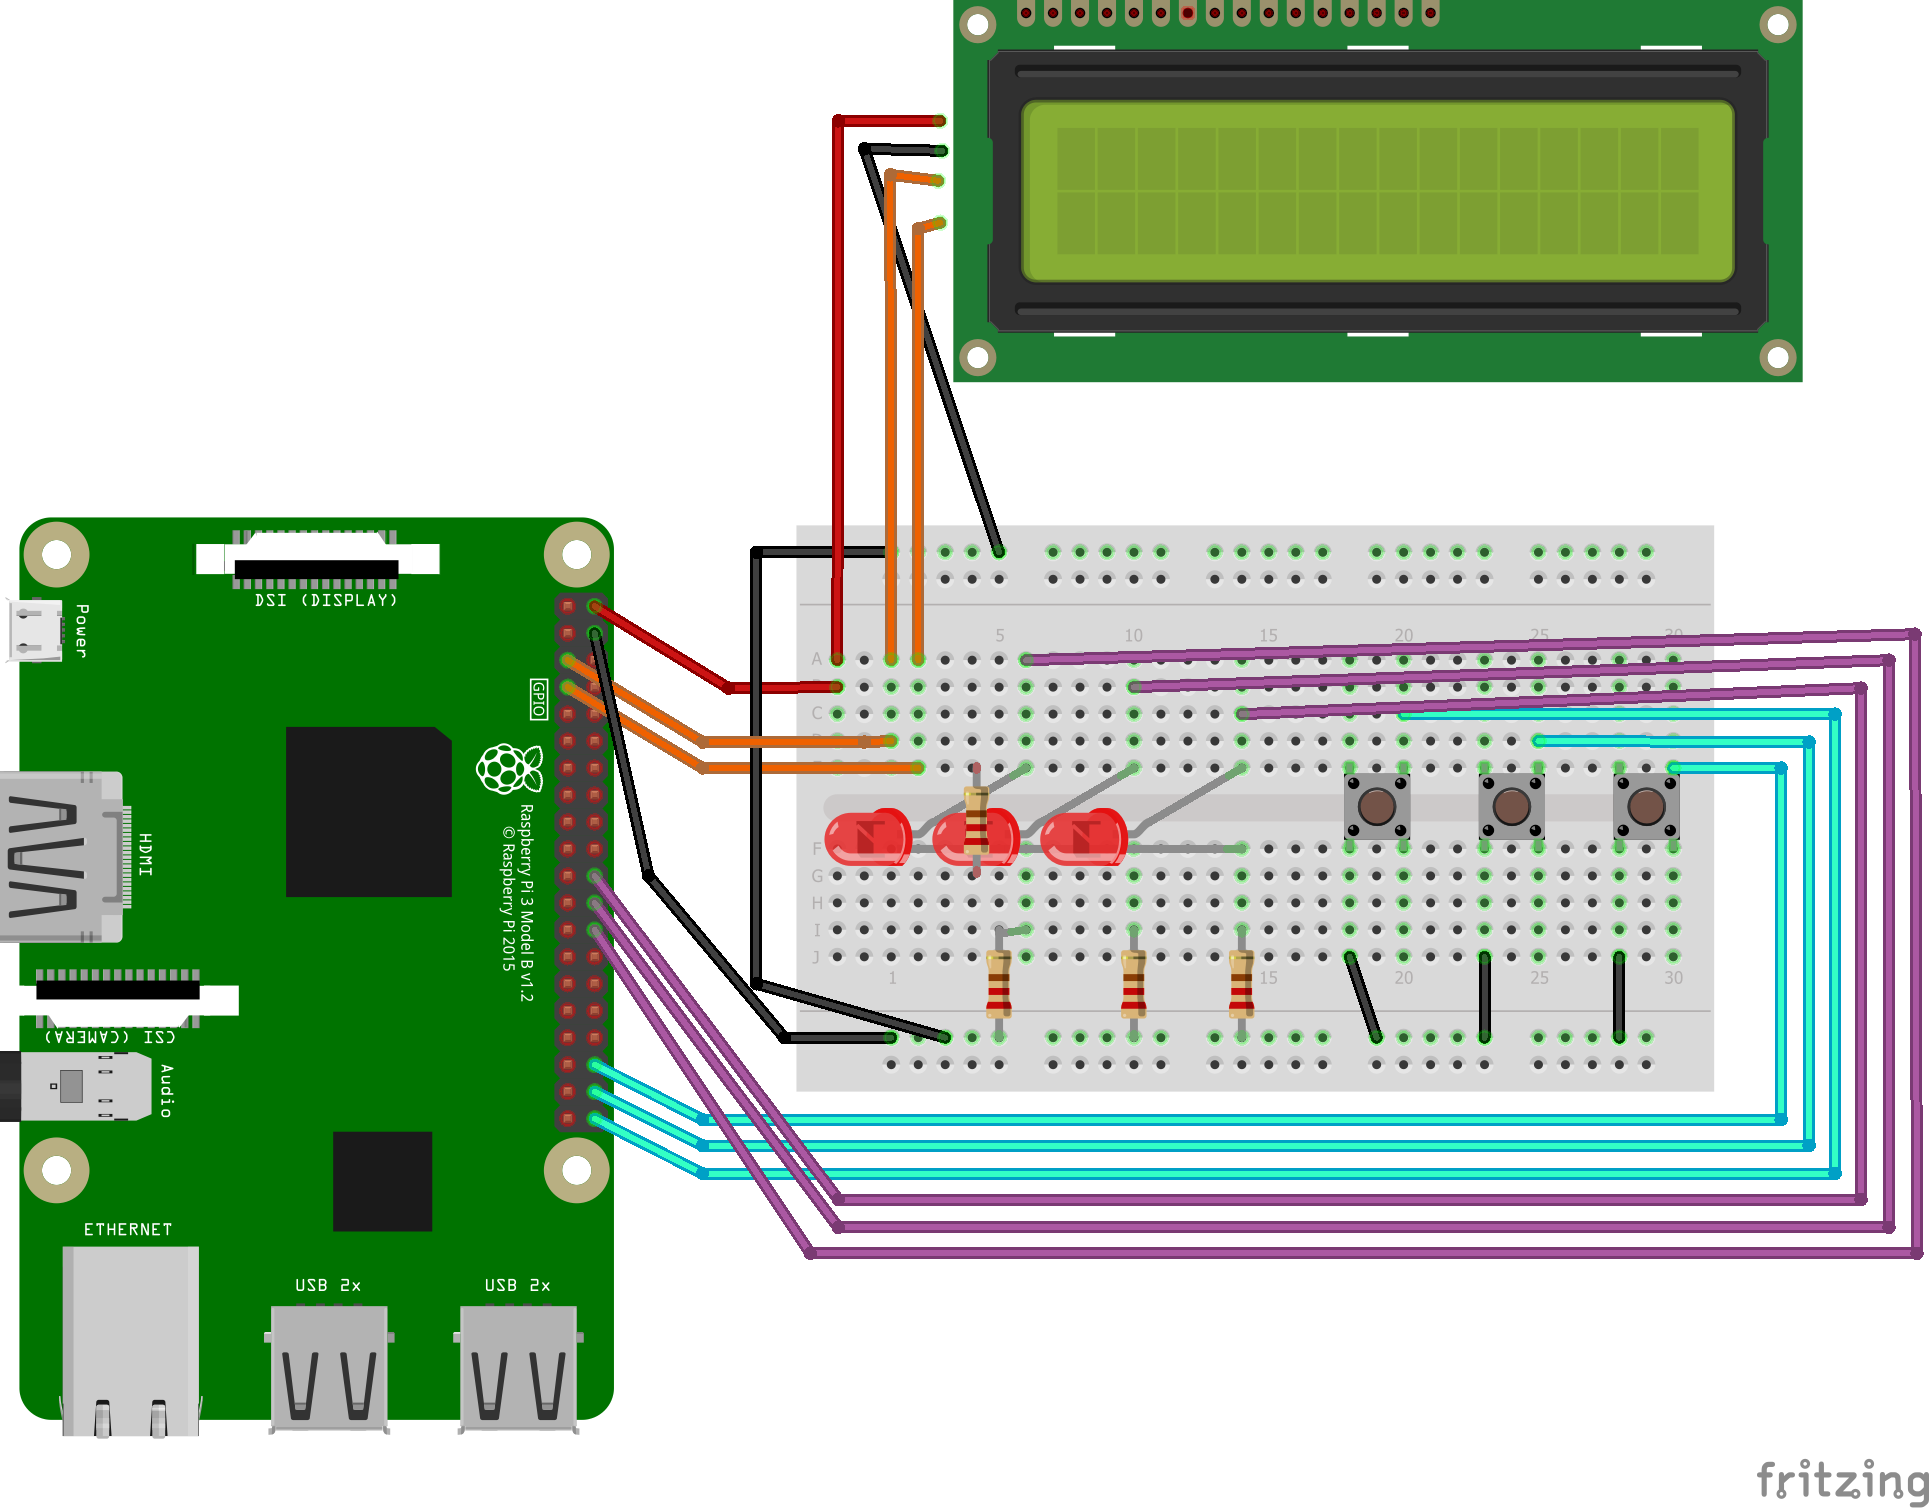 DSI (DISPLAY)
Power
5 10 15 20 25 30
A
GPIO
C
HDMI
Raspberry Pi 3 Model B v1.2
© Raspberry Pi 2015
F
G
H
I
J
1 15 20 25 30
CSI (CAMERA)
Audio
ETHERNET
USB 2x
USB 2x
fritzing